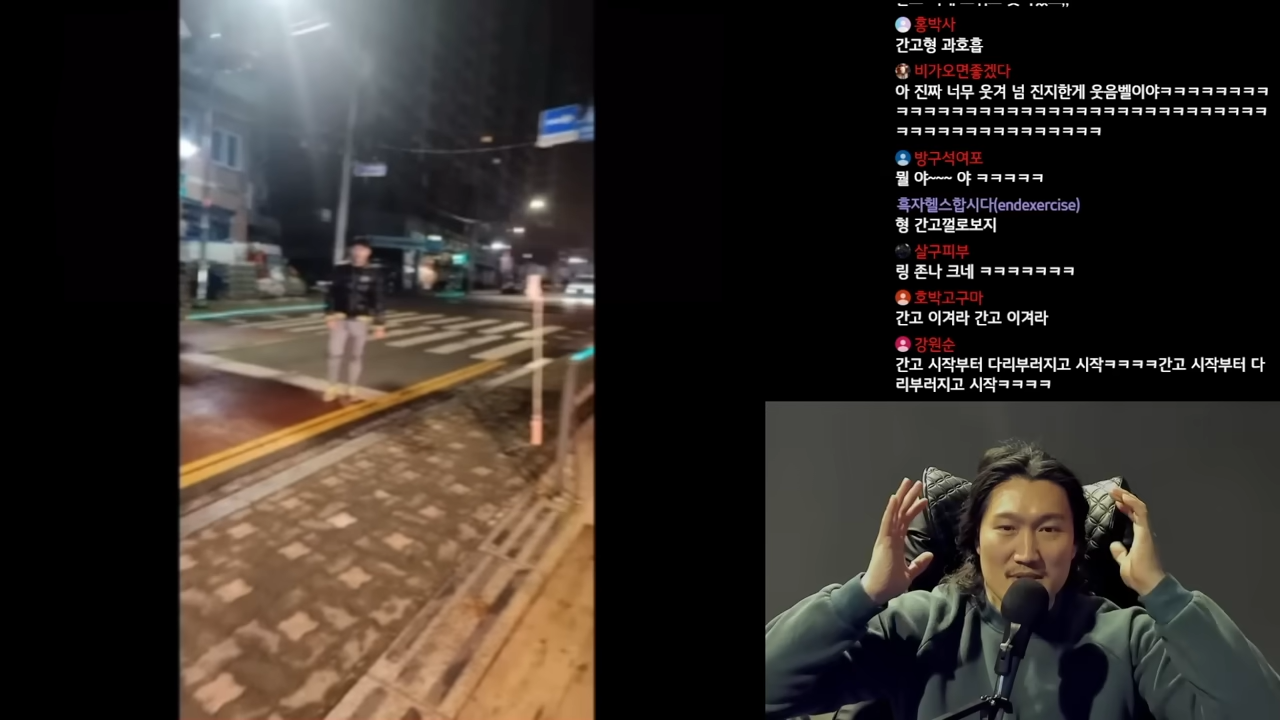 홍박사
간고형 과호흡
비가오면좋겠다
아 진짜 너무 웃겨 넘 진지한게 웃음벨이야ㅋㅋㅋㅋㅋㅋㅋㅋㅋ
ㅋㅋㅋㅋㅋㅋㅋㅋㅋㅋㅋㅋㅋㅋㅋㅋㅋㅋㅋㅋㅋㅋㅋㅋㅋㅋㅋㅋㅋ
ㅋㅋㅋㅋㅋㅋㅋㅋㅋㅋㅋㅋㅋㅋㅋㅋ
방구석여포
뭘 야~~~ 야 ㅋㅋㅋㅋㅋ
흑자헬스합시다(endexercise)
형 간고껄로보지
살구피부
링 존나 크네 ㅋㅋㅋㅋㅋㅋㅋ
호박고구마
간고 이겨라 간고 이겨라
강원순
간고 시작부터 다리부러지고 시작ㅋㅋㅋㅋ간고 시작부터 다
리부러지고 시작ㅋㅋㅋㅋ